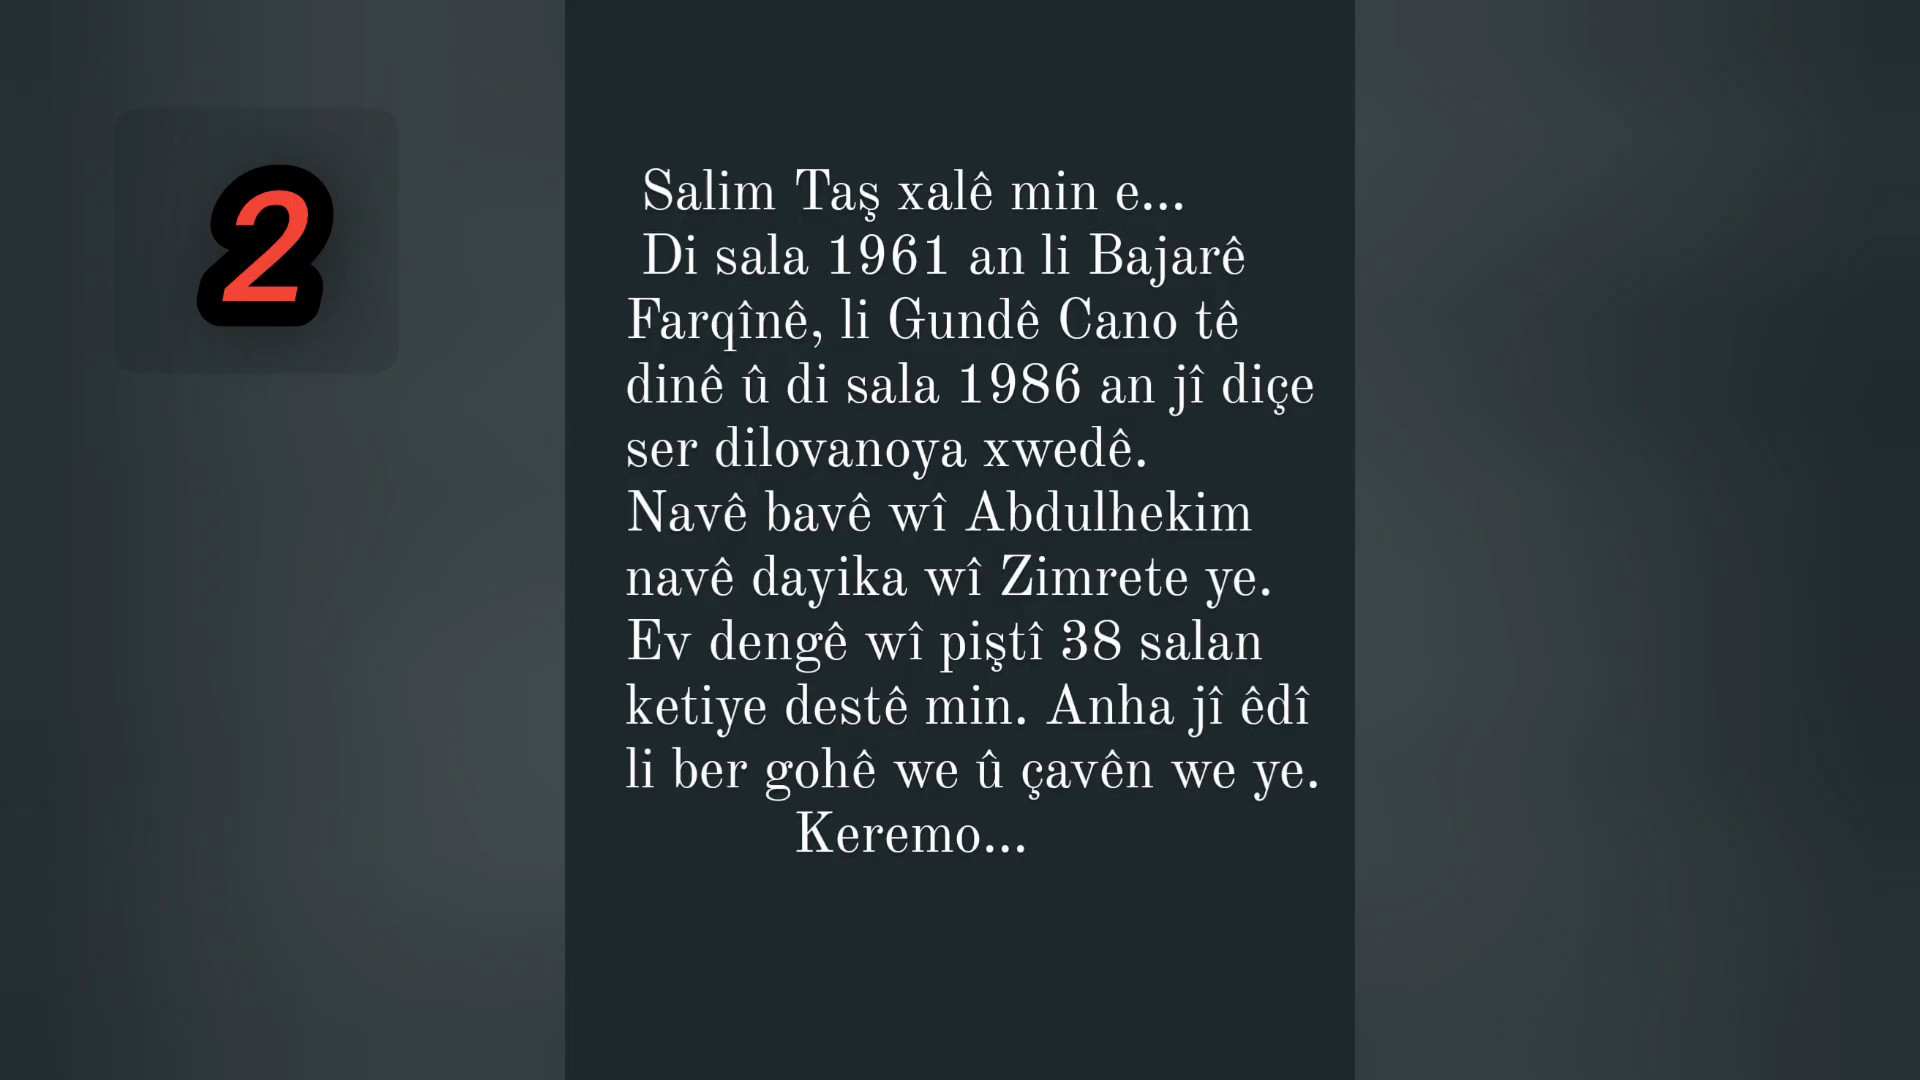 2
Salim Taş xalê min e...
Di sala 1961 an li Bajarê
Farqînê, li Gundê Cano tê
dinê û di sala 1986 an jî diçe
ser dilovanoya xwedê.
Navê bavê wî Abdulhekim
navê dayika wî Zimrete ye.
Ev dengê wî piştî 38 salan
ketiye destê min. Anha jî êdî
li ber gohê we û çavên we ye.
Keremo...